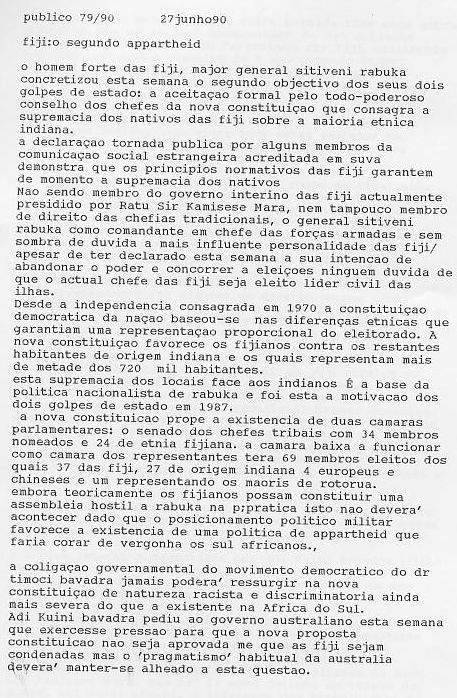 publico 79/90 27junho90
fiji:o segundo appartheid
o homem forte das fiji, major general sitiveni rabuka
concretizou esta semana o segundo objectivo dos seus dois
golpes de estado: a aceitaçao formal pelo todo-poderoso
conselho dos chefes da nova constituiçao que consagra a
supremacia dos nativos das fiji sobre a maioria etnica
indiana.
a declaraçao tornada publica por alguns membros da
comunicaçao social estrangeira acreditada em suva
demonstra que os principios normativos das fiji garantem
de momento a supremacia dos nativos
Nao sendo membro do governo interino das fiji actualmente
presidido por Ratu Sir Kamisese Mara, nem tampouco membro
de direito das chefias tradicionais, o general sitiveni
rabuka como comandante em chefe das forças armadas e sem
sombra de duvida a mais influente personalidade das fiji/
apesar de ter declarado esta semana a sua intencao de
abandonar o poder e concorrer a eleiçoes ninguem duvida de
que o actual chefe das fiji seja eleito lider civil das
ilhas.
Desde a independencia consagrada em 1970 a constituiçao
democratica da naçao baseou-se nas diferenças etnicas que
garantiam uma representaçao proporcional do eleitorado. A
nova constituiçao favorece os fijianos contra os restantes
habitantes de origem indiana e os quais representam mais
de metade dos 720 mil habitantes.
esta supremacia dos locais face aos indianos É a base da
politica nacionalista de rabuka e foi esta a motivacao dos
dois golpes de estado em 1987.
a nova constituicao prope a existencia de duas camaras
parlamentares: o senado dos chefes tribais com 34 membros
nomeados e 24 de etnia fijiana. a camara baixa a funcionar
como camara dos representantes tera 69 membros eleitos dos
quais 37 das fiji, 27 de origem indiana 4 europeus e
chineses e um representando os maoris de rotorua.
embora teoricamente os fijianos possam constituir uma
assembleia hostil a rabuka na p;pratica isto nao devera'
acontecer dado que o posicionamento politico militar
favorece a existencia de uma politica de appartheid que
faria corar de vergonha os sul africanos.,
a coligaçao governamental do movimento democratico do dr
timoci bavadra jamais podera' ressurgir na nova
constituiçao de natureza racista e discriminatoria ainda
mais severa do que a existente na Africa do Sul.
Adi Kuini bavadra pediu ao governo australiano esta semana
que exercesse pressao para que a nova proposta
constituicao nao seja aprovada me que as fiji sejam
condenadas mas o 'pragmatismo' habitual da australia
devera' manter-se alheado a esta questao.